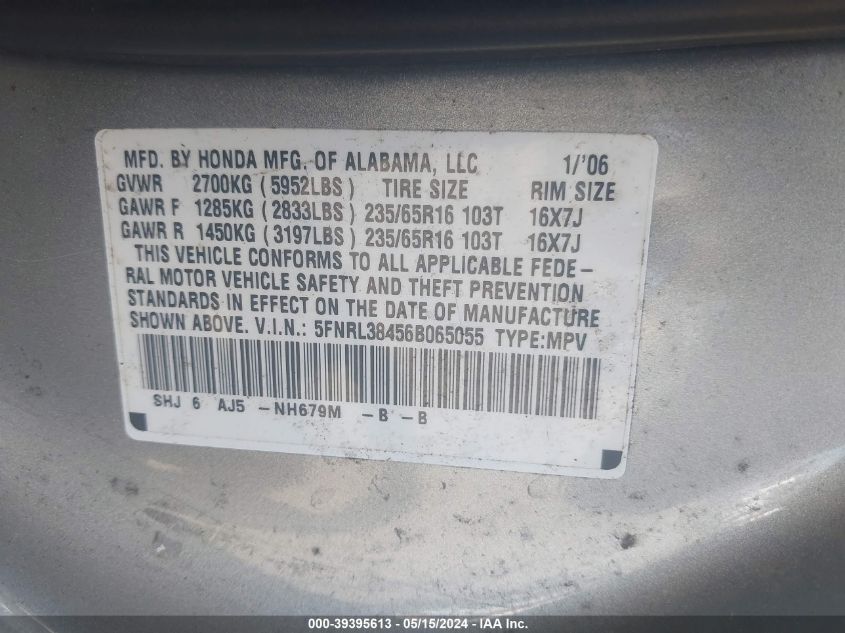 MFD. BY HONDA MFG. OF ALABAMA, LLC 1/'06
GVWR 2700KG (5952LBS) TIRE SIZE RIM SIZE
GAWR F 1285KG (2833LBS) 235/65R16 103T 16X7J
GAWR R 1450KG (3197LBS) 235/65R16 103T 16X7J
THIS VEHICLE CONFORMS TO ALL APPLICABLE FEDE-
RAL MOTOR VEHICLE SAFETY AND THEFT PREVENTION
STANDARDS IN EFFECT ON THE DATE OF MANUFACTURE
SHOWN ABOVE. V.I.N.: 5FNRL38456B065055 TYPE:MPV
SHJ 6 AJ5 -NH679M -B -B
000-39395613 - 05/15/2024 - IAA Inc.